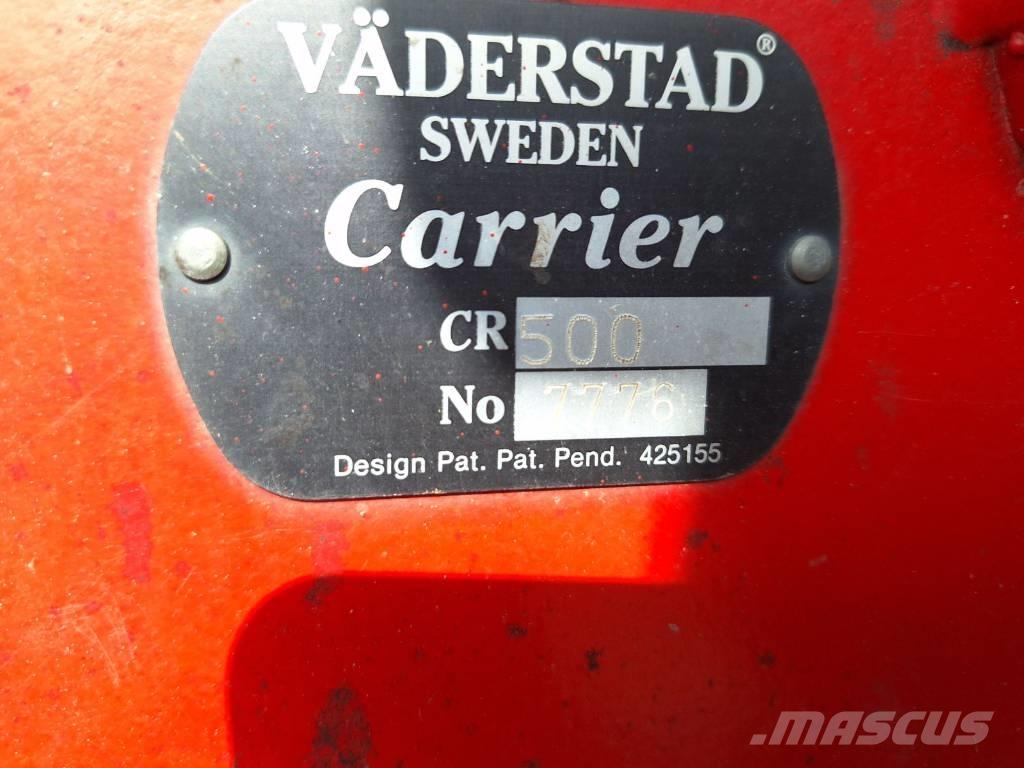 VÄDERSTAD®
SWEDEN
Carrier
CR 500
No 7776
Design Pat. Pat. Pend. 425155
MASCUS